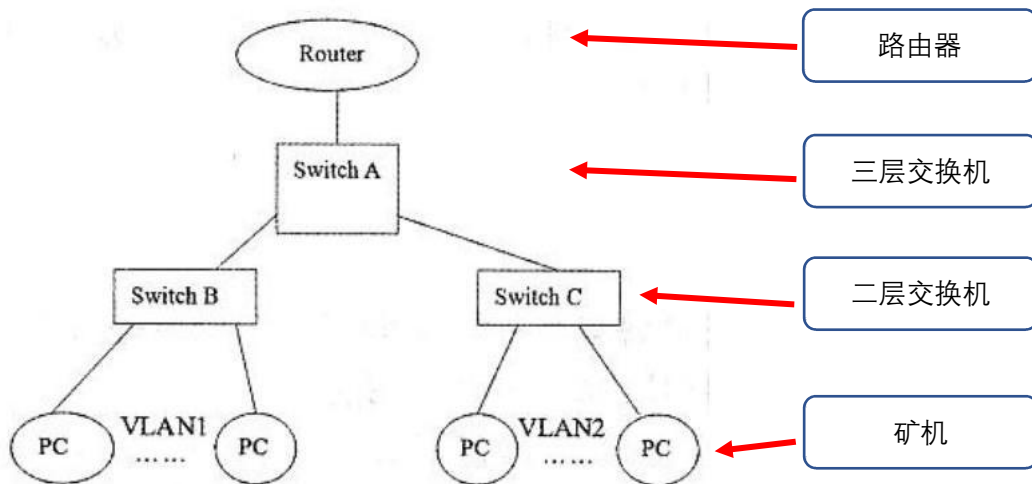 Router
路由器
Switch A
三层交换机
Switch B
Switch C
二层交换机
PC
VLAN1
……
PC
PC
VLAN2
……
PC
矿机